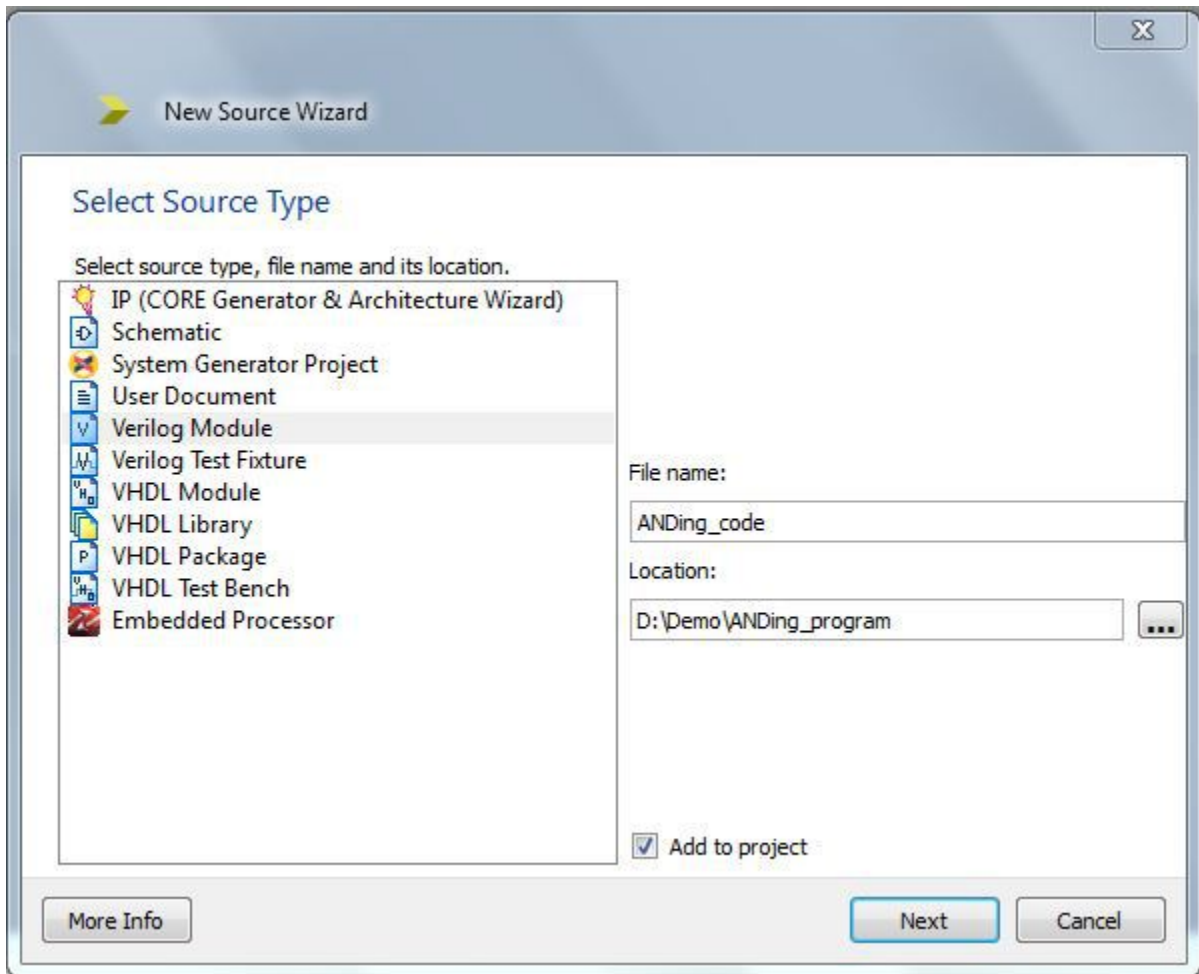 New Source Wizard
Select Source Type
Select source type, file name and its location.
IP (CORE Generator & Architecture Wizard)
Schematic
System Generator Project
User Document
Verilog Module
Verilog Test Fixture
VHDL Module
VHDL Library
VHDL Package
VHDL Test Bench
Embedded Processor
File name:
ANDing_code
Location:
D:\Demo\ANDing_program
...
Add to project
More Info
Next
Cancel